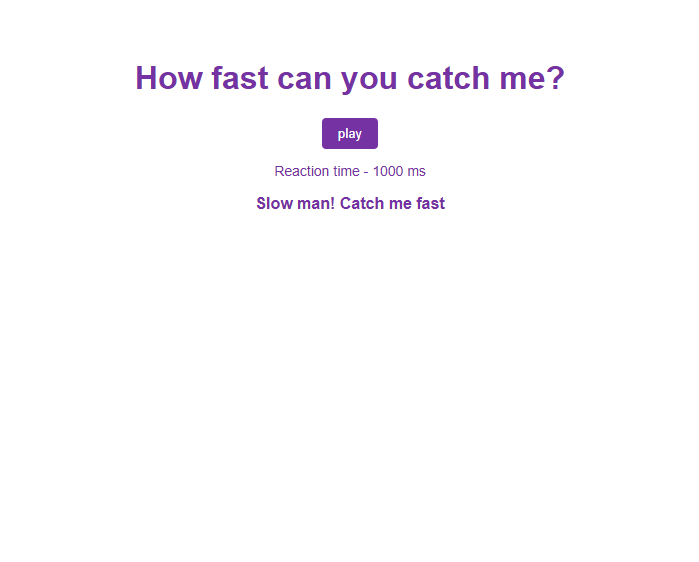 How fast can you catch me?
play
Reaction time - 1000 ms
Slow man! Catch me fast